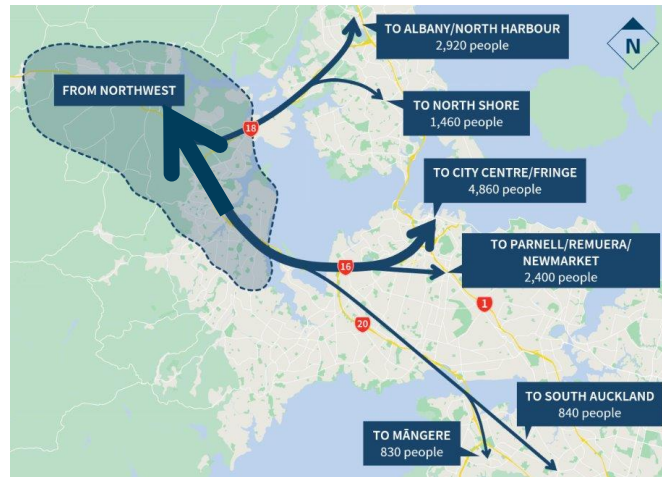 TO ALBANY/NORTH HARBOUR
2,920 people
N
FROM NORTHWEST
TO NORTH SHORE
1,460 people
18
TO CITY CENTRE/FRINGE
4,860 people
TO PARNELL/REMUERA/
NEWMARKET
2,400 people
16
1
20
TO SOUTH AUCKLAND
840 people
TO MĀNGERE
830 people